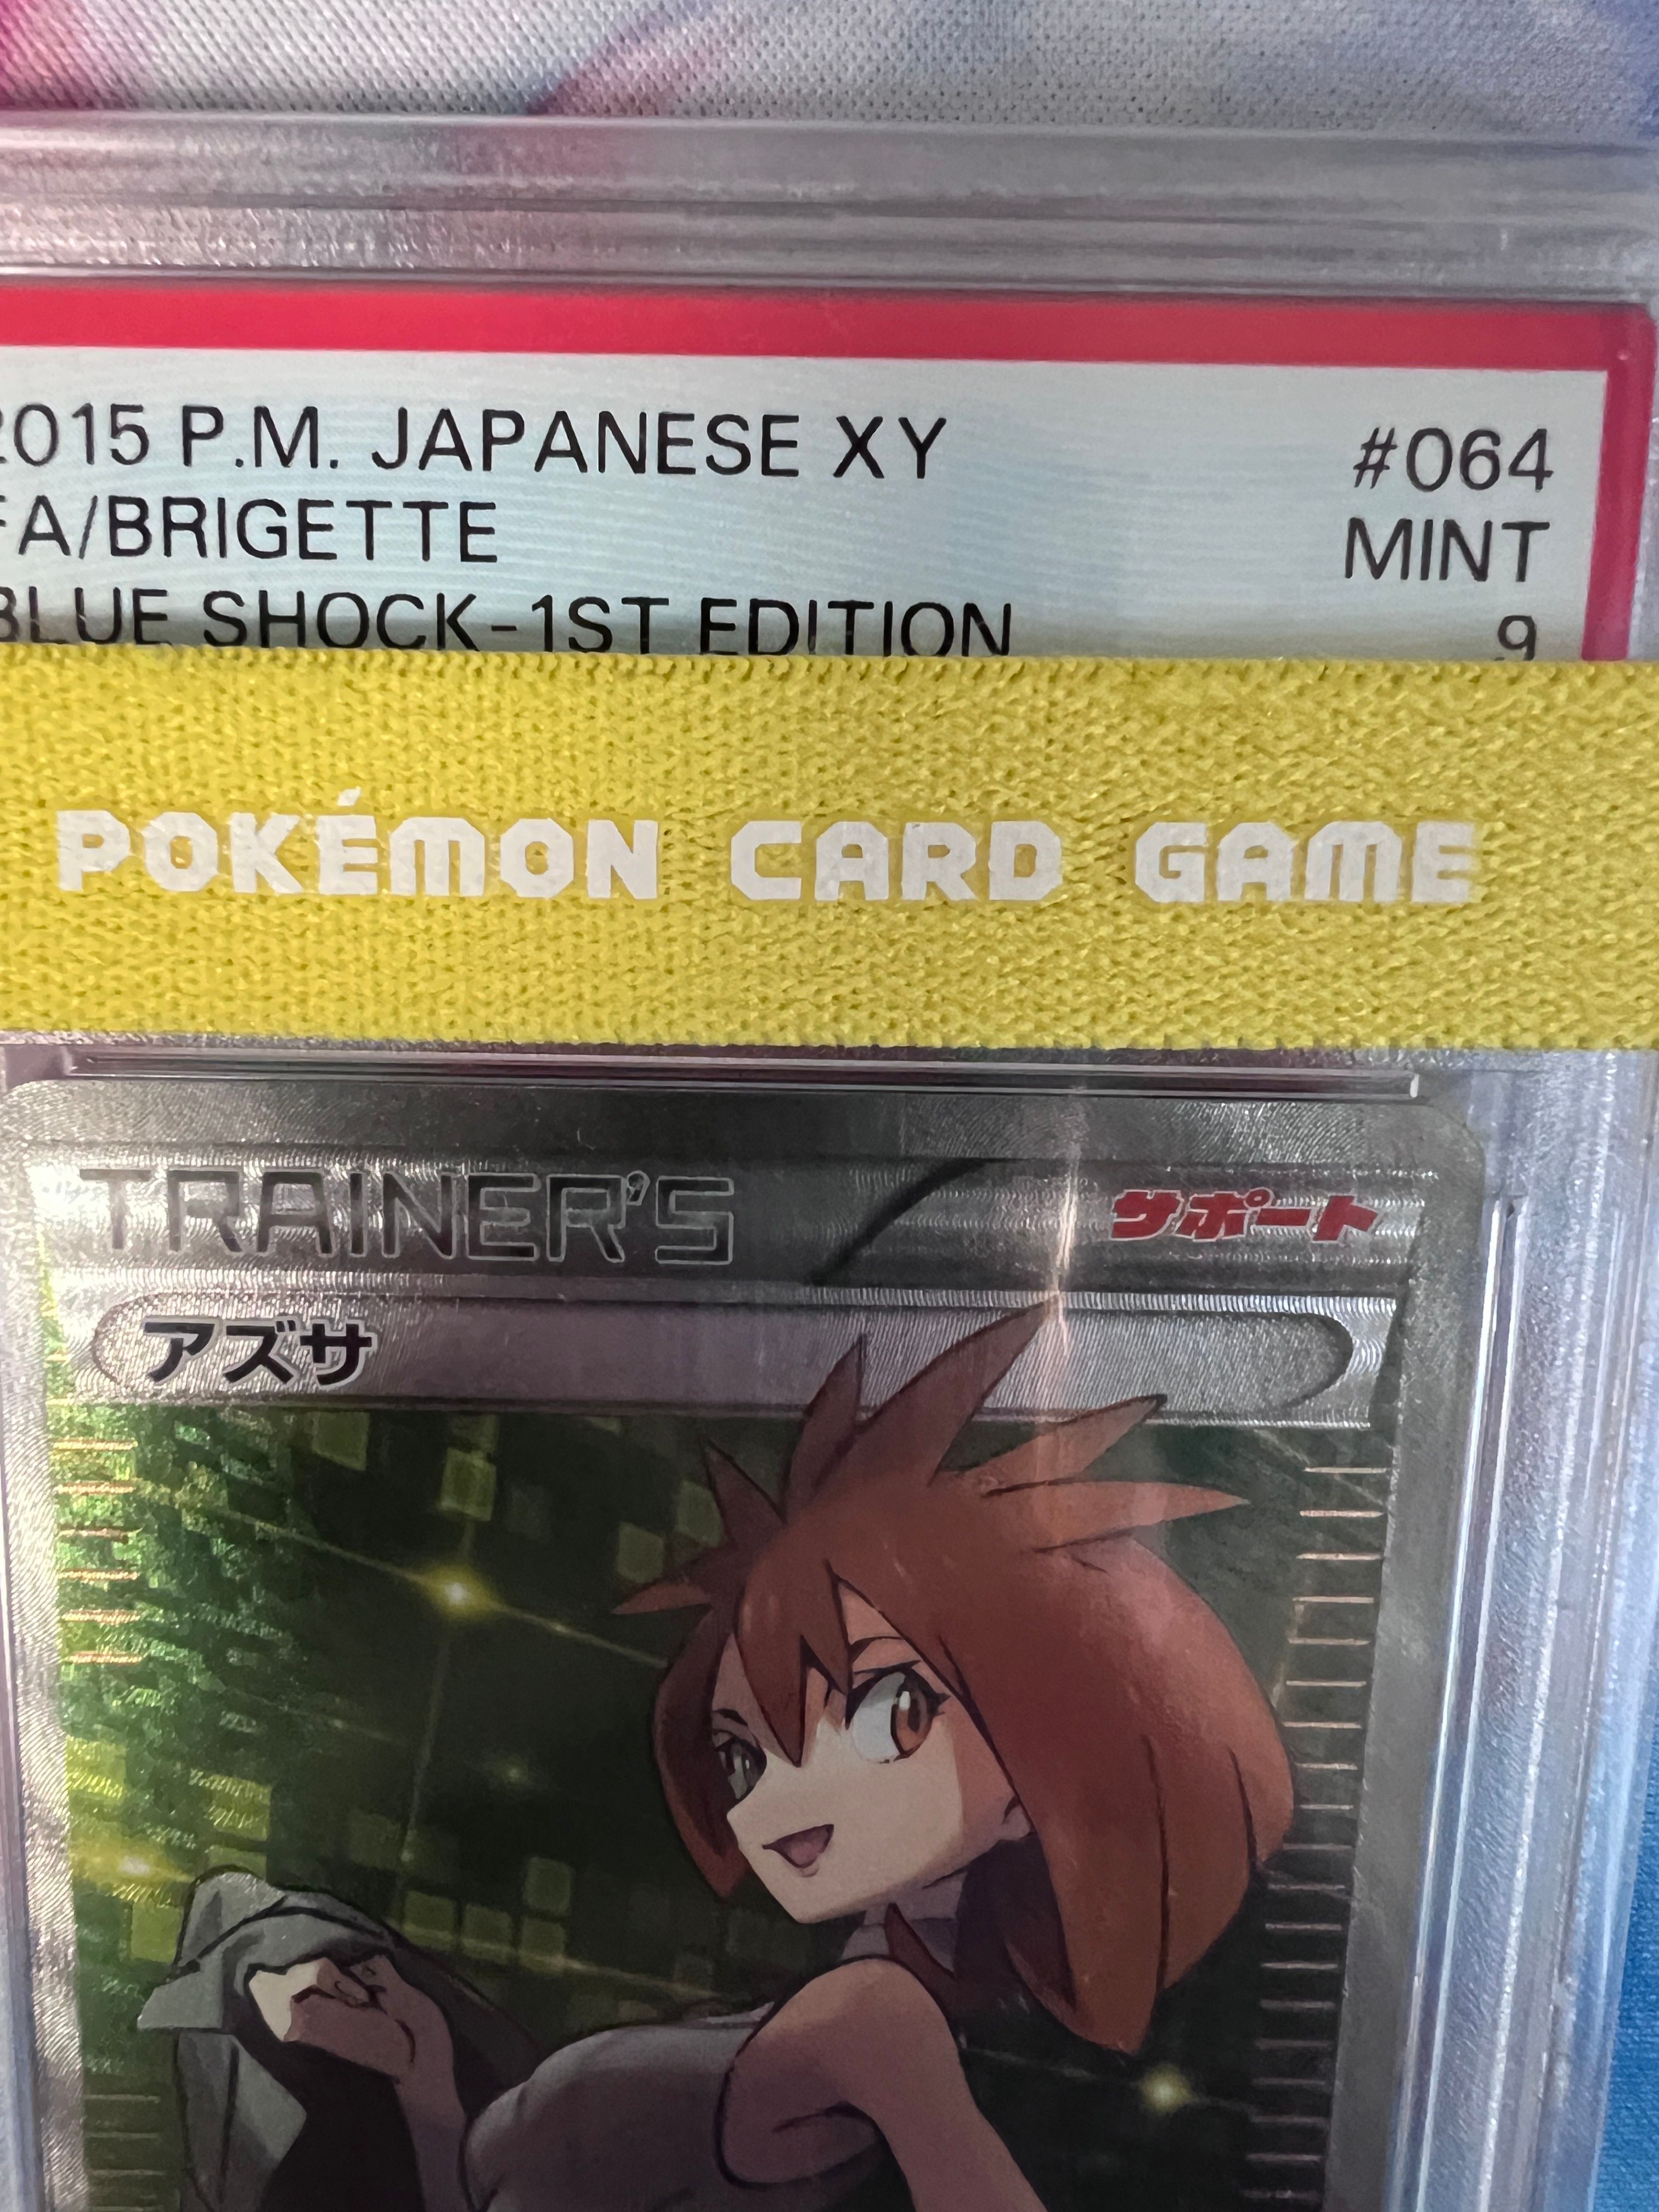 2015 P.M. JAPANESE XY #064
FA/BRIGETTE MINT
BLUE SHOCK-1ST EDITION 9
POKÉMON CARD GAME
TRAINER'S サポート
アズサ